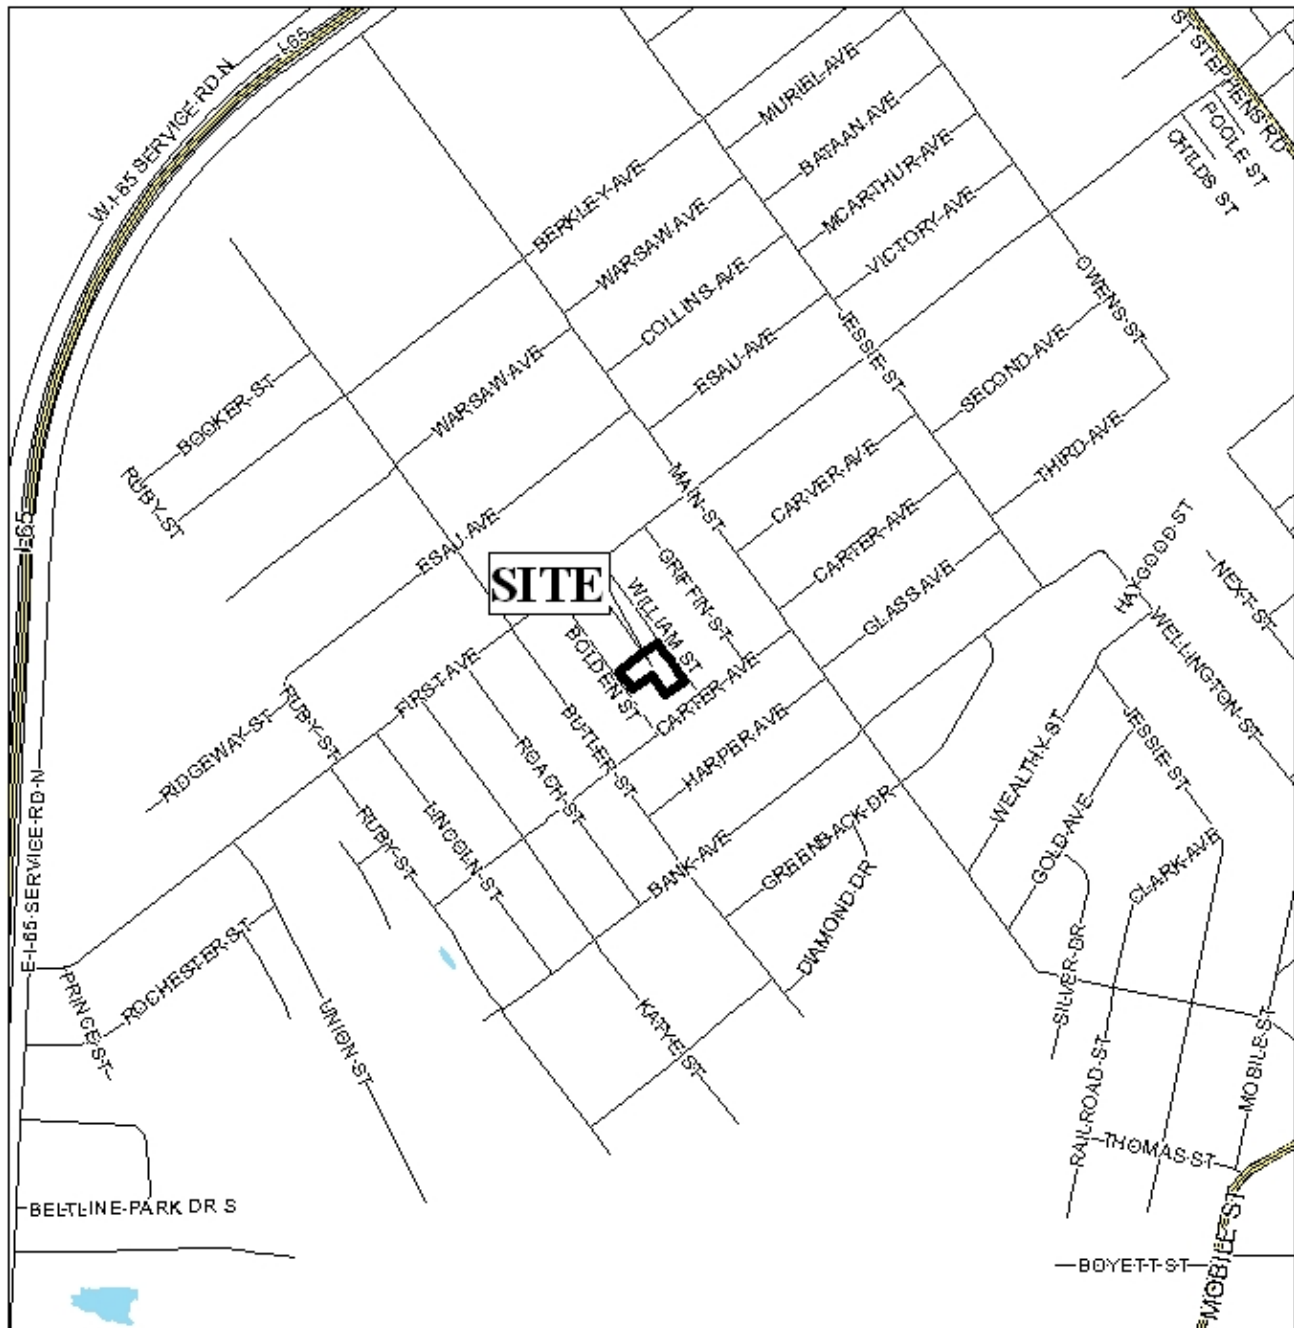 I-65
ST STEPHENS RD
W-I-65 SERVICE-RD-N
MURIEL-AVE
BATAAN-AVE
POOLE ST
CHILDS ST
MCARTHUR-AVE
BERKLEY-AVE
WARSAW-AVE
VICTORY-AVE
OWENS-ST
COLLINS-AVE
JESSIE-ST
ESAU-AVE
SECOND-AVE
WARSAW-AVE
BOOKER-ST
RUBY-ST
MAIN-ST
CARVER-AVE
THIRD-AVE
CARTER-AVE
ESAU-AVE
I-65
HAYGOOD-ST
NEXT-ST
GRIFFIN-ST
SITE
WILLIAM ST
GLASS-AVE
BOLDEN ST
WELLINGTON-ST
CARTER-AVE
FIRST-AVE
RUBY-ST
RIDGEWAY-ST
BUTLER-ST
HARPER-AVE
ROACH-ST
WEALTHY-ST
JESSIE-ST
LINCOLN-ST
RUBY-ST
GREENBACK-DR
GOLD-AVE
BANK-AVE
CLARK-AVE
E-I-65-SERVICE-RD-N
DIAMOND-DR
ROCHESTER-ST
SILVER-DR
PRINCE-ST
UNION-ST
KATYE-ST
MOBILE-ST
RAILROAD-ST
THOMAS-ST
BELTLINE-PARK DR S
BOYETT-ST
MOBILE ST